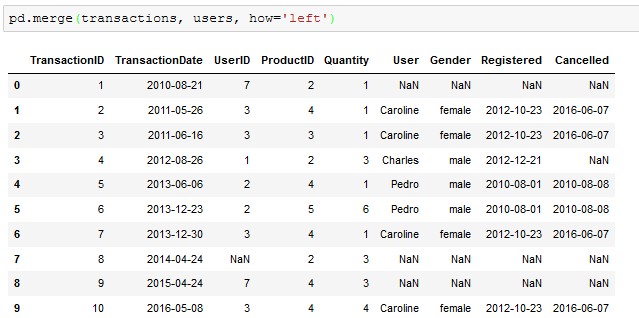 pd.merge(transactions, users, how='left')
TransactionID TransactionDate UserID ProductID Quantity User Gender Registered Cancelled
0 1 2010-08-21 7 2 1 NaN NaN NaN NaN
1 2 2011-05-26 3 4 1 Caroline female 2012-10-23 2016-06-07
2 3 2011-06-16 3 3 1 Caroline female 2012-10-23 2016-06-07
3 4 2012-08-26 1 2 3 Charles male 2012-12-21 NaN
4 5 2013-06-06 2 4 1 Pedro male 2010-08-01 2010-08-08
5 6 2013-12-23 2 5 6 Pedro male 2010-08-01 2010-08-08
6 7 2013-12-30 3 4 1 Caroline female 2012-10-23 2016-06-07
7 8 2014-04-24 NaN 2 3 NaN NaN NaN NaN
8 9 2015-04-24 7 4 3 NaN NaN NaN NaN
9 10 2016-05-08 3 4 4 Caroline female 2012-10-23 2016-06-07